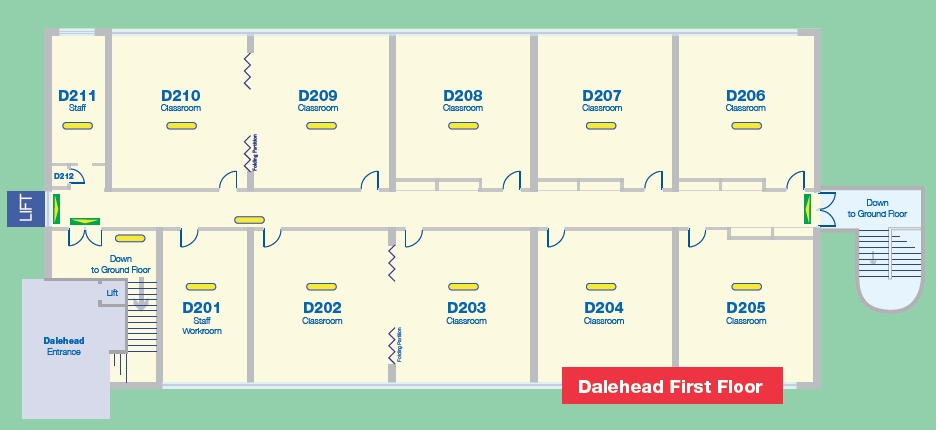 D211
Staff
D210
Classroom
D209
Classroom
D208
Classroom
D207
Classroom
D206
Classroom
Folding Partition
D212
LIFT
Down
to Ground Floor
Down
to Ground Floor
Lift
D201
Staff
Workroom
D202
Classroom
D203
Classroom
D204
Classroom
D205
Classroom
Folding Partition
Dalehead
Entrance
Dalehead First Floor